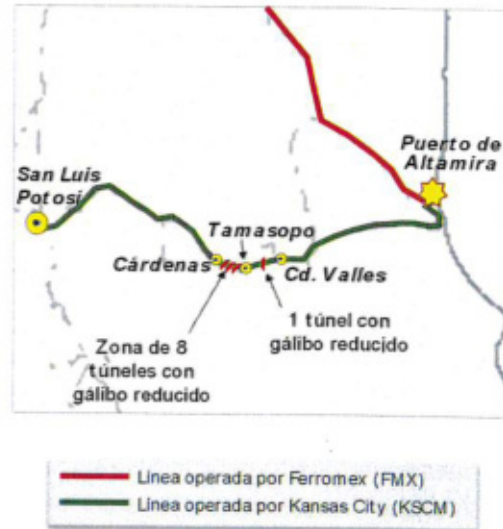 Puerto de
Altamira
San Luis
Potosí
Tamasopo
Cárdenas
Cd. Valles
Zona de 8
túneles con
gálibo reducido
1 túnel con
gálibo reducido
Línea operada por Ferromex (FMX)
Línea operada por Kansas City (KSCM)